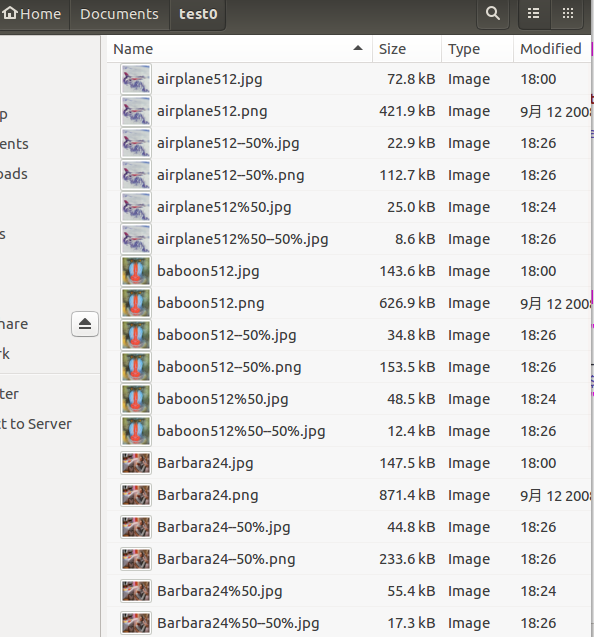 Home Documents test0
Name Size Type Modified
airplane512.jpg 72.8 kB Image 18:00
airplane512.png 421.9 kB Image 9月 12 2008
airplane512--50%.jpg 22.9 kB Image 18:26
airplane512--50%.png 112.7 kB Image 18:26
airplane512%50.jpg 25.0 kB Image 18:24
airplane512%50--50%.jpg 8.6 kB Image 18:26
baboon512.jpg 143.6 kB Image 18:00
baboon512.png 626.9 kB Image 9月 12 2008
baboon512--50%.jpg 34.8 kB Image 18:26
baboon512--50%.png 153.5 kB Image 18:26
baboon512%50.jpg 48.5 kB Image 18:24
baboon512%50--50%.jpg 12.4 kB Image 18:26
Barbara24.jpg 147.5 kB Image 18:00
Barbara24.png 871.4 kB Image 9月 12 2008
Barbara24--50%.jpg 44.8 kB Image 18:26
Barbara24--50%.png 233.6 kB Image 18:26
Barbara24%50.jpg 55.4 kB Image 18:24
Barbara24%50--50%.jpg 17.3 kB Image 18:26
p
ents
oads
s
hare
rk
ter
t to Server